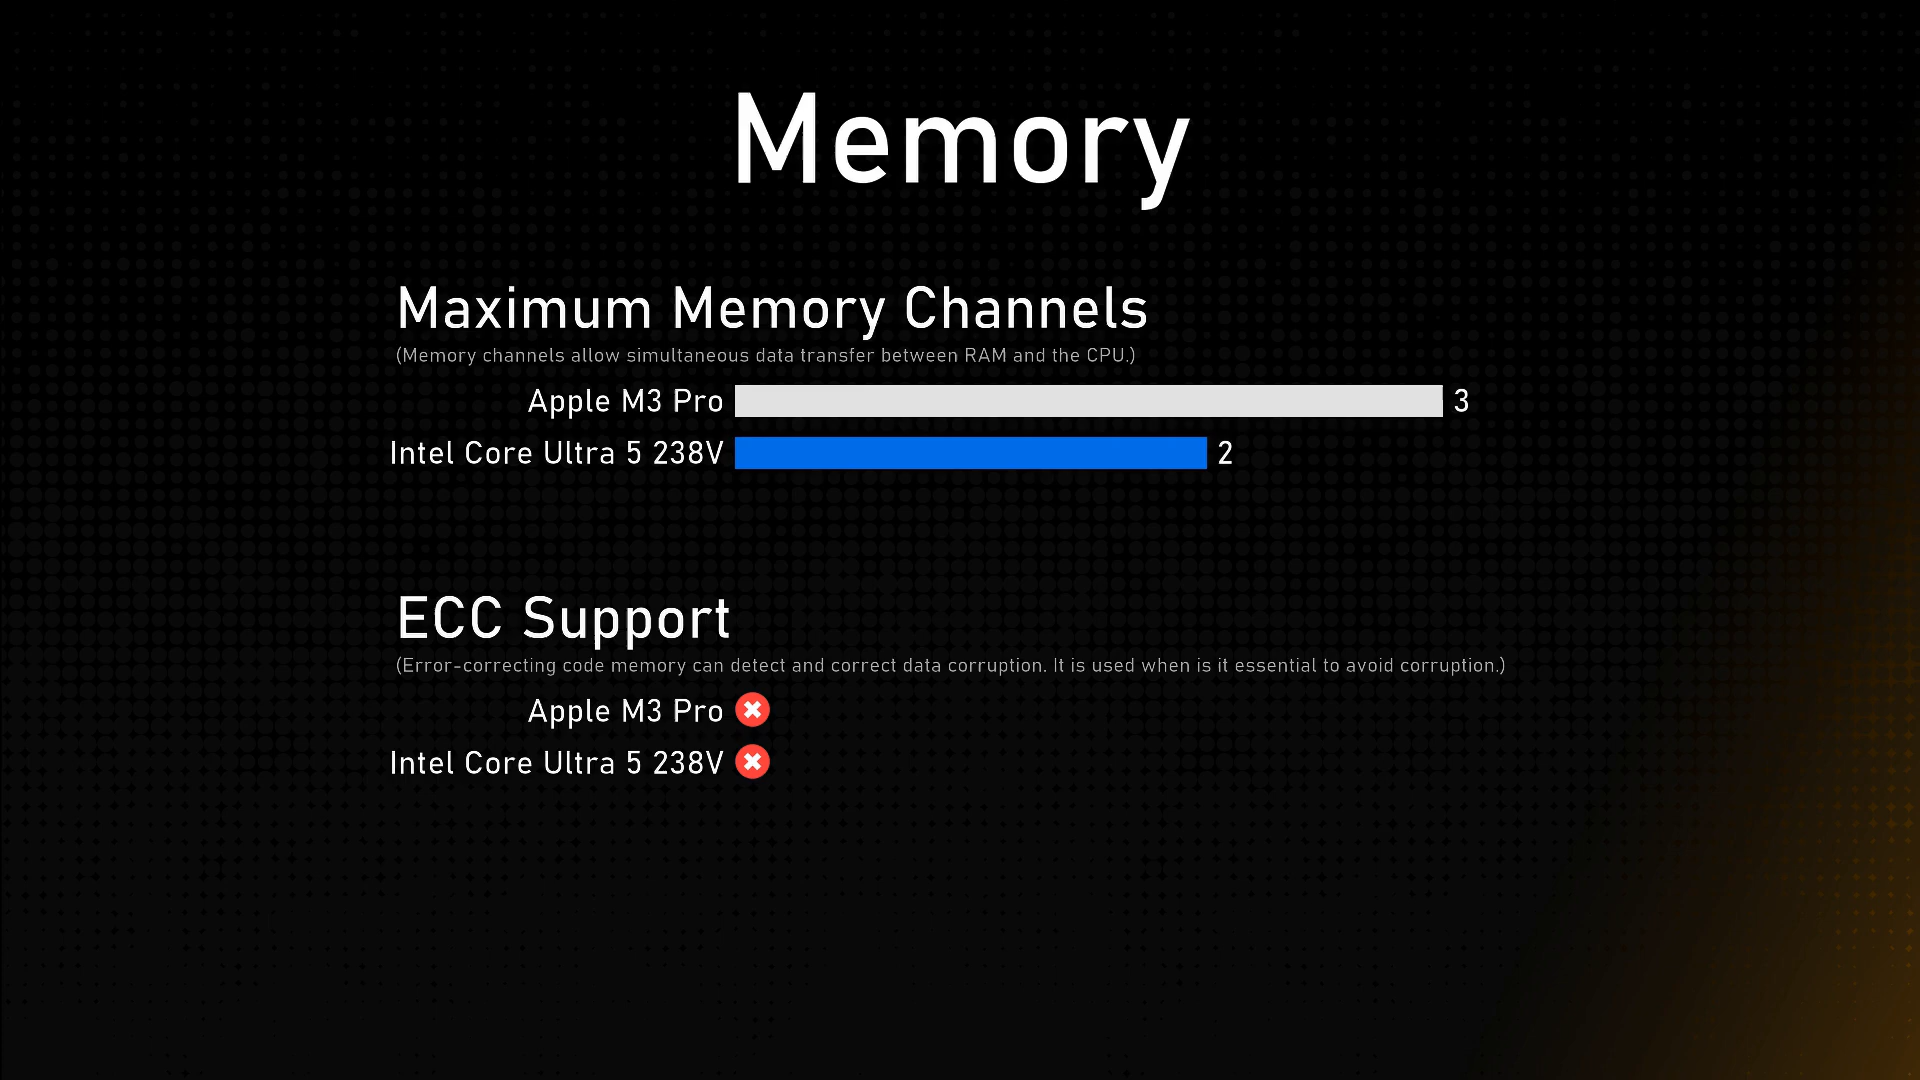 Memory
Maximum Memory Channels
(Memory channels allow simultaneous data transfer between RAM and the CPU.)
Apple M3 Pro 3
Intel Core Ultra 5 238V 2
ECC Support
(Error-correcting code memory can detect and correct data corruption. It is used when is it essential to avoid corruption.)
Apple M3 Pro
Intel Core Ultra 5 238V